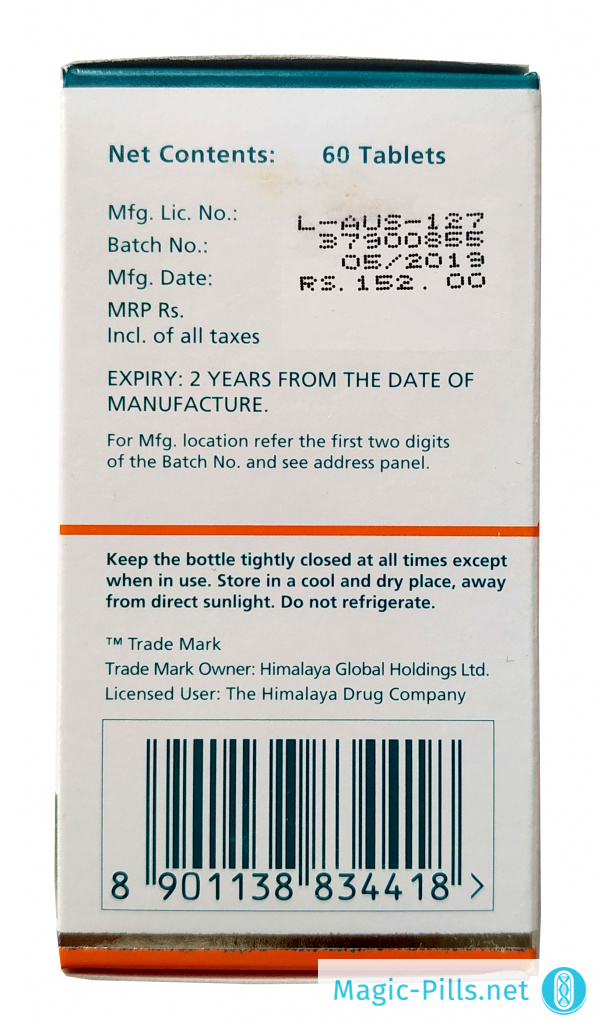 Net Contents: 60 Tablets
Mfg. Lic. No.: L-AUS-127
Batch No.: 37900855
Mfg. Date: 05/2019
MRP Rs. RS. 152. 00
Incl. of all taxes
EXPIRY: 2 YEARS FROM THE DATE OF
MANUFACTURE.
For Mfg. location refer the first two digits
of the Batch No. and see address panel.
Keep the bottle tightly closed at all times except
when in use. Store in a cool and dry place, away
from direct sunlight. Do not refrigerate.
™ Trade Mark
Trade Mark Owner: Himalaya Global Holdings Ltd.
Licensed User: The Himalaya Drug Company
8 901138 834418 >
Magic-Pills.net